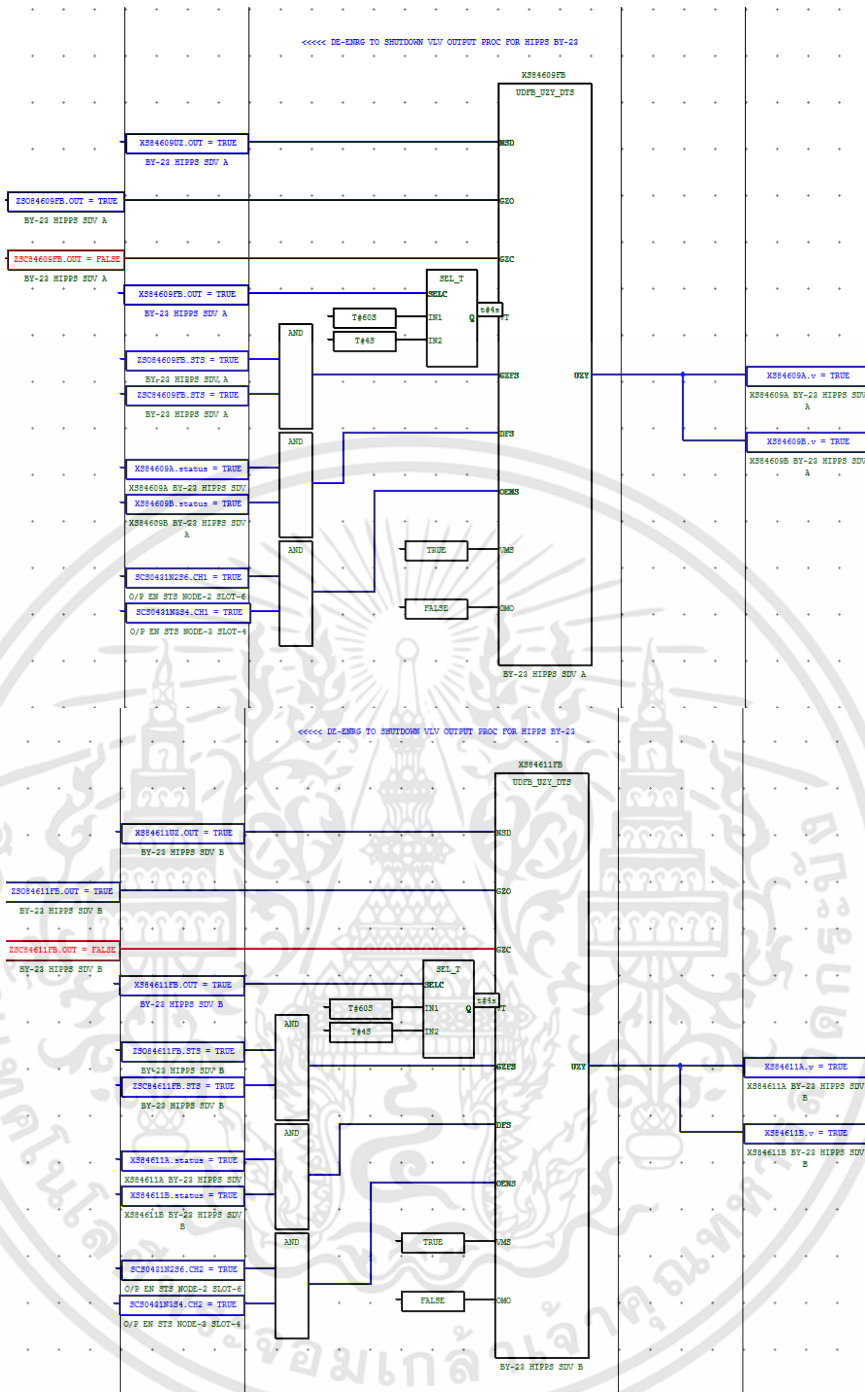 <<<<< DE-ENRG TO SHUTDOWN VLV OUTPUT PROC FOR HIPPS BY-23
XS84609FB
UDFB_UZY_DTS
XS84609UZ.OUT = TRUE
NSD
BY-23 HIPPS SDV A
ZSO84609FB.OUT = TRUE
GZO
BY-23 HIPPS SDV A
ZSC84609FB.OUT = FALSE
GZC
BY-23 HIPPS SDV A
SEL_T
XS84609FB.OUT = TRUE
SELC
BY-23 HIPPS SDV A
T#60S
IN1
Q
t#4s
T#4S
IN2
AND
ZSO84609FB.STS = TRUE
BY-23 HIPPS SDV A
GZFS
UZY
XS84609A.v = TRUE
ZSC84609FB.STS = TRUE
XS84609A BY-23 HIPPS SDV
A
BY-23 HIPPS SDV A
DFS
AND
XS84609B.v = TRUE
XS84609B BY-23 HIPPS SDV
A
XS84609A.status = TRUE
XS84609A BY-23 HIPPS SDV
OENS
XS84609B.status = TRUE
XS84609B BY-23 HIPPS SDV
A
AND
TRUE
VMS
SCS0431N2S6.CH1 = TRUE
O/P EN STS NODE-2 SLOT-6
FALSE
OMO
SCS0431N3S4.CH1 = TRUE
O/P EN STS NODE-3 SLOT-4
BY-23 HIPPS SDV A
<<<<< DE-ENRG TO SHUTDOWN VLV OUTPUT PROC FOR HIPPS BY-23
XS84611FB
UDFB_UZY_DTS
XS84611UZ.OUT = TRUE
NSD
BY-23 HIPPS SDV B
ZSO84611FB.OUT = TRUE
GZO
BY-23 HIPPS SDV B
ZSC84611FB.OUT = FALSE
GZC
BY-23 HIPPS SDV B
SEL_T
XS84611FB.OUT = TRUE
SELC
BY-23 HIPPS SDV B
T#60S
IN1
Q
t#4s
T#4S
IN2
AND
ZSO84611FB.STS = TRUE
BY-23 HIPPS SDV B
GZFS
UZY
XS84611A.v = TRUE
ZSC84611FB.STS = TRUE
XS84611A BY-23 HIPPS SDV
B
BY-23 HIPPS SDV B
DFS
AND
XS84611B.v = TRUE
XS84611B BY-23 HIPPS SDV
B
XS84611A.status = TRUE
XS84611A BY-23 HIPPS SDV
OENS
XS84611B.status = TRUE
XS84611B BY-23 HIPPS SDV
B
AND
TRUE
VMS
SCS0431N2S6.CH2 = TRUE
O/P EN STS NODE-2 SLOT-6
FALSE
OMO
SCS0431N3S4.CH2 = TRUE
O/P EN STS NODE-3 SLOT-4
BY-23 HIPPS SDV B